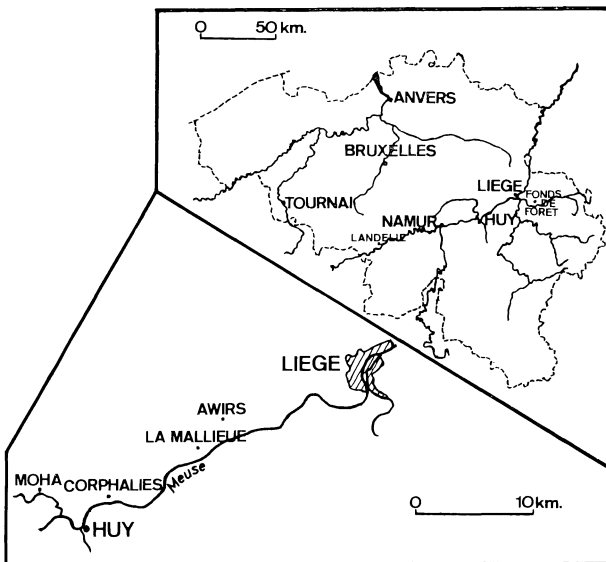 0 50 km.
ANVERS
BRUXELLES
LIEGE
FONDS
DE
FORET
TOURNAI
NAMUR
HUY
LANDELIE
LIEGE
AWIRS
LA MALLIEUE
Meuse
MOHA
CORPHALIES
0 10 km.
HUY